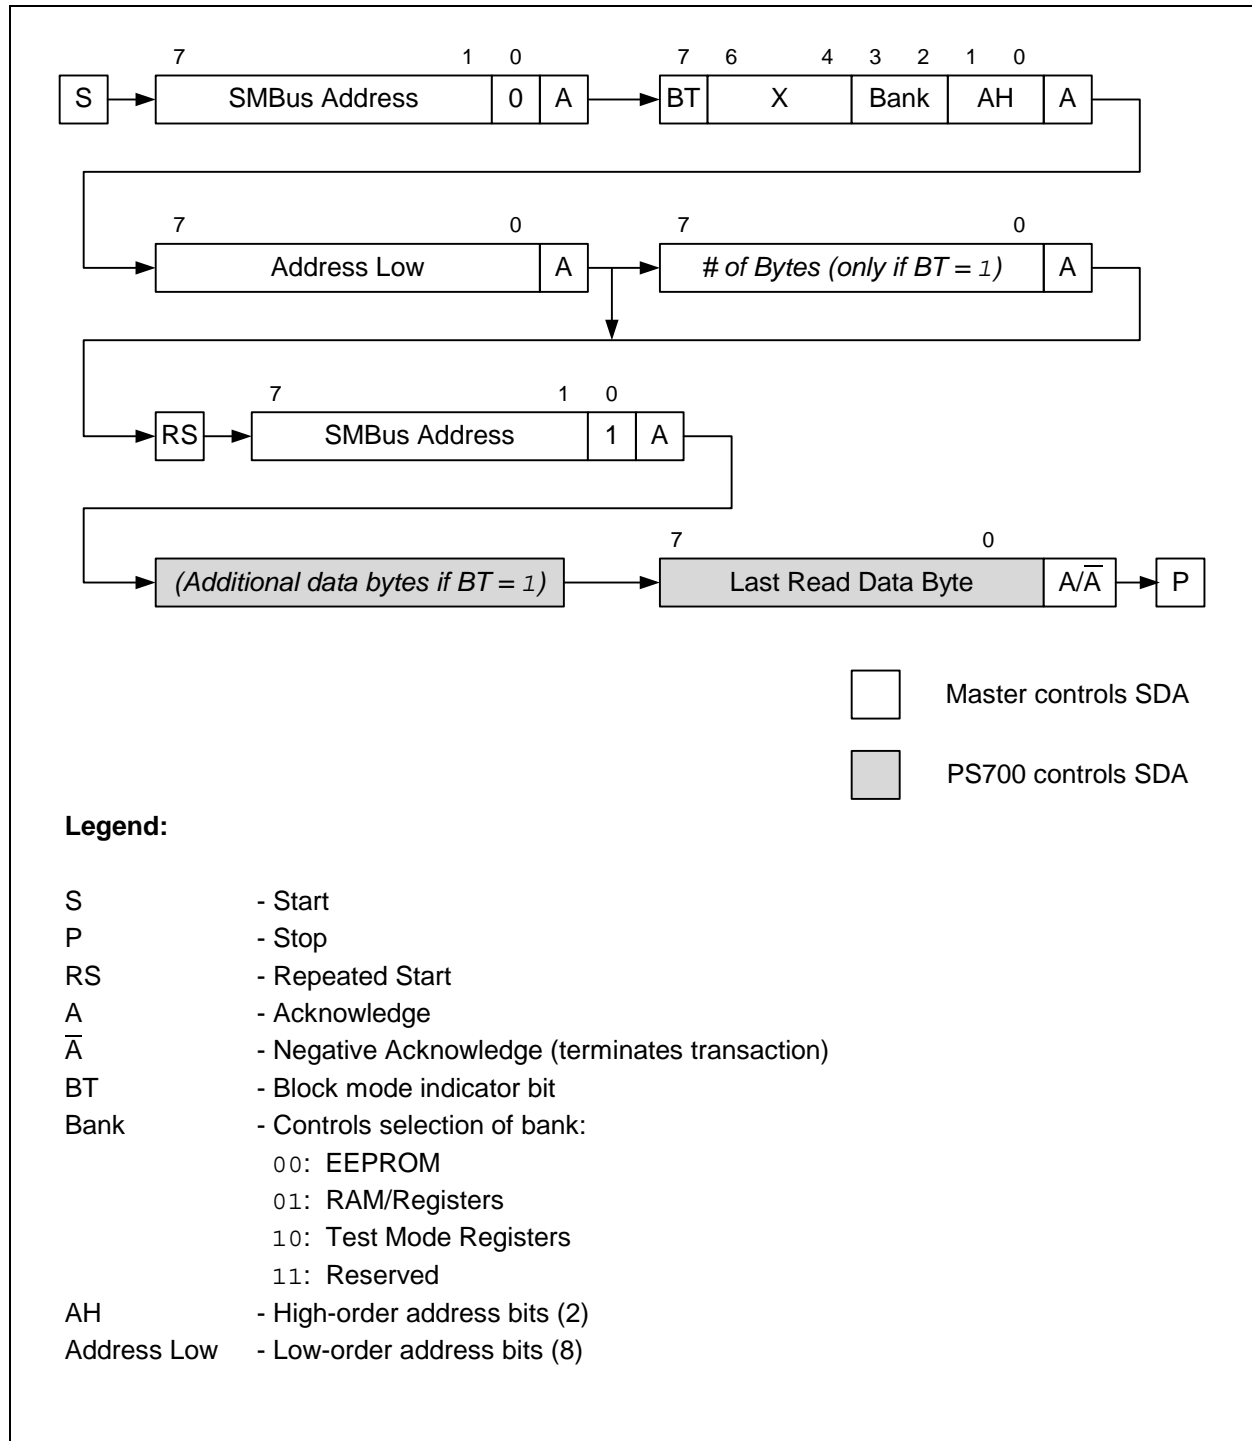 7 1 0 7 6 4 3 2 1 0
S SMBus Address 0 A BT X Bank AH A
7 0 7 0
Address Low A # of Bytes (only if BT = 1) A
7 1 0
RS SMBus Address 1 A
7 0
(Additional data bytes if BT = 1) Last Read Data Byte A/A̅ P
Master controls SDA
PS700 controls SDA
Legend:
S - Start
P - Stop
RS - Repeated Start
A - Acknowledge
A̅ - Negative Acknowledge (terminates transaction)
BT - Block mode indicator bit
Bank - Controls selection of bank:
00: EEPROM
01: RAM/Registers
10: Test Mode Registers
11: Reserved
AH - High-order address bits (2)
Address Low - Low-order address bits (8)